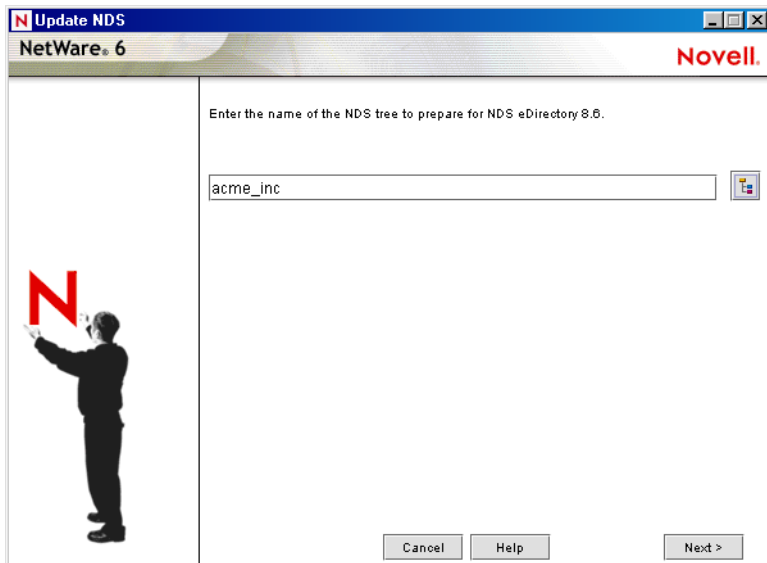 N Update NDS
NetWare® 6
Novell®
Enter the name of the NDS tree to prepare for NDS eDirectory 8.6.
acme_inc
N
Cancel Help Next >